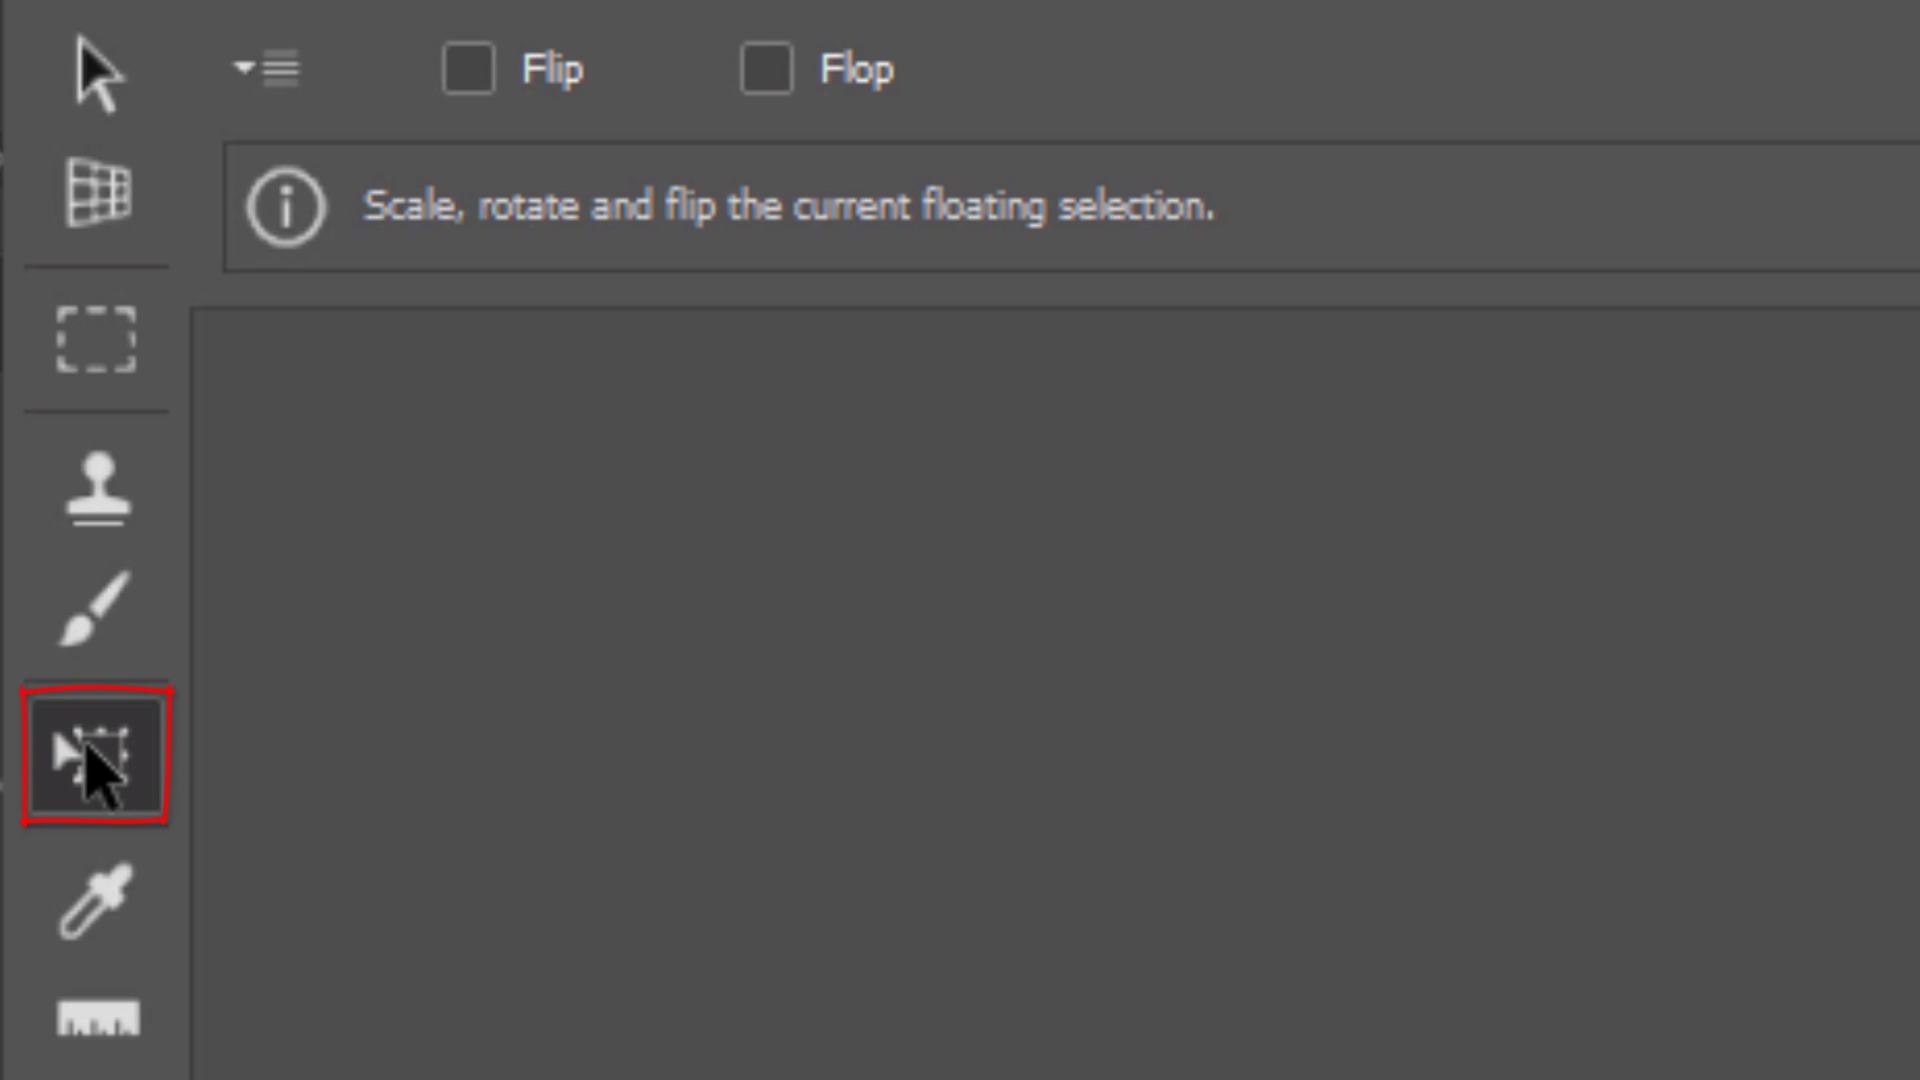 Flip Flop
Scale, rotate and flip the current floating selection.